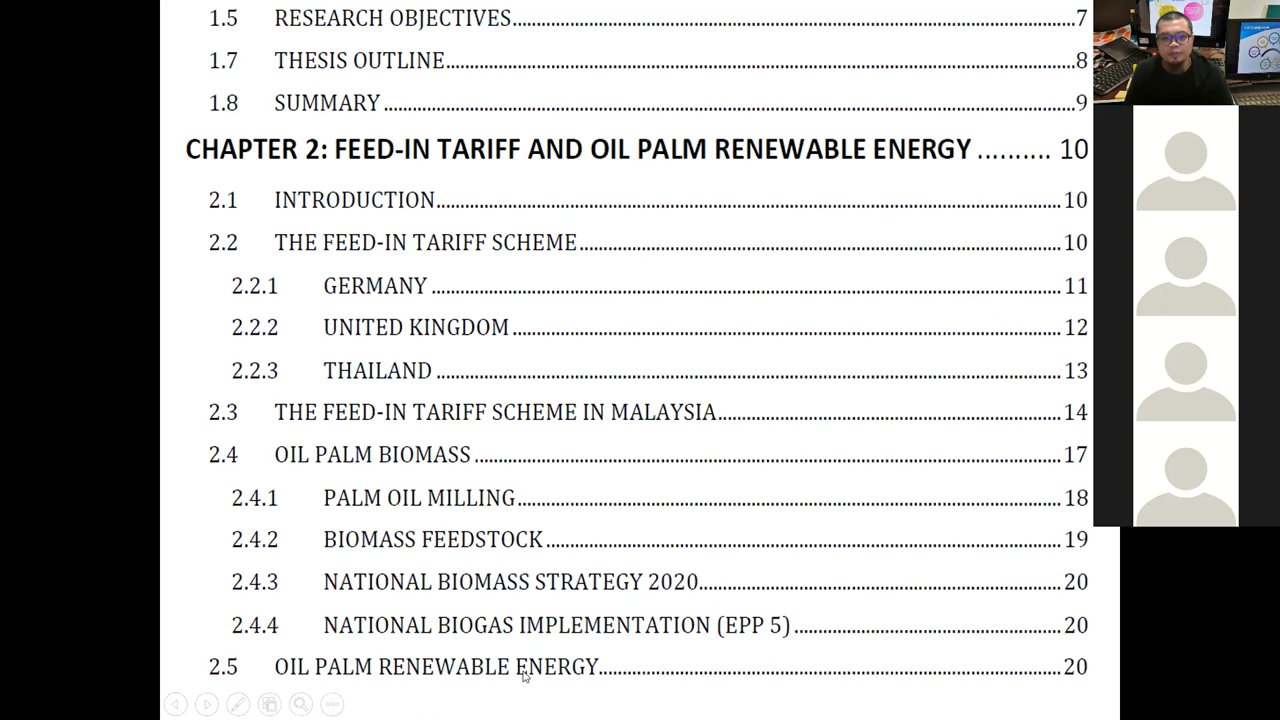 1.5 RESEARCH OBJECTIVES 7
1.7 THESIS OUTLINE 8
1.8 SUMMARY 9
CHAPTER 2: FEED-IN TARIFF AND OIL PALM RENEWABLE ENERGY .......... 10
2.1 INTRODUCTION 10
2.2 THE FEED-IN TARIFF SCHEME 10
2.2.1 GERMANY 11
2.2.2 UNITED KINGDOM 12
2.2.3 THAILAND 13
2.3 THE FEED-IN TARIFF SCHEME IN MALAYSIA 14
2.4 OIL PALM BIOMASS 17
2.4.1 PALM OIL MILLING 18
2.4.2 BIOMASS FEEDSTOCK 19
2.4.3 NATIONAL BIOMASS STRATEGY 2020 20
2.4.4 NATIONAL BIOGAS IMPLEMENTATION (EPP 5) 20
2.5 OIL PALM RENEWABLE ENERGY 20